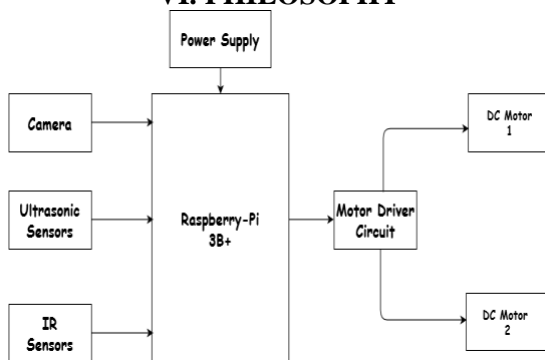 VI. PHILOSOPHY
Power Supply
Camera
Ultrasonic
Sensors
IR
Sensors
Raspberry-Pi
3B+
Motor Driver
Circuit
DC Motor
1
DC Motor
2